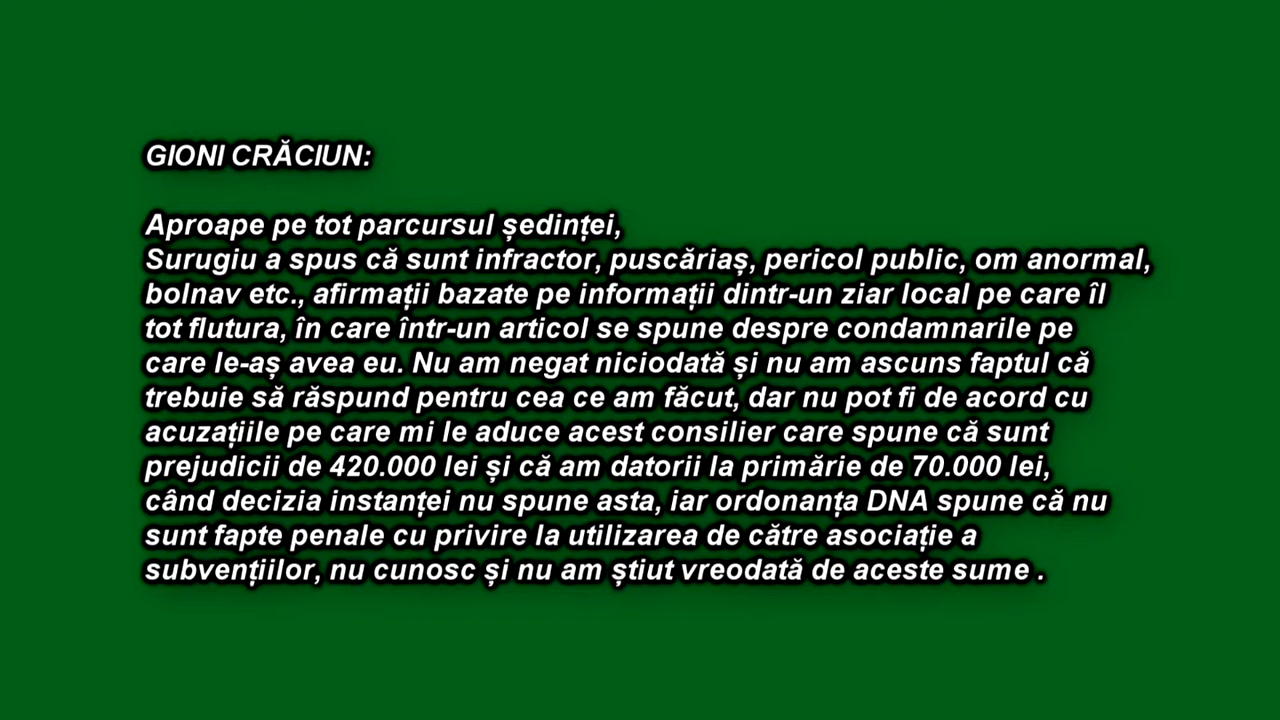 GIONI CRĂCIUN:
Aproape pe tot parcursul ședinței,
Surugiu a spus că sunt infractor, puscăriaș, pericol public, om anormal,
bolnav etc., afirmații bazate pe informații dintr-un ziar local pe care îl
tot flutura, în care într-un articol se spune despre condamnarile pe
care le-aș avea eu. Nu am negat niciodată și nu am ascuns faptul că
trebuie să răspund pentru cea ce am făcut, dar nu pot fi de acord cu
acuzațiile pe care mi le aduce acest consilier care spune că sunt
prejudicii de 420.000 lei și că am datorii la primărie de 70.000 lei,
când decizia instanței nu spune asta, iar ordonanța DNA spune că nu
sunt fapte penale cu privire la utilizarea de către asociație a
subvențiilor, nu cunosc și nu am știut vreodată de aceste sume .